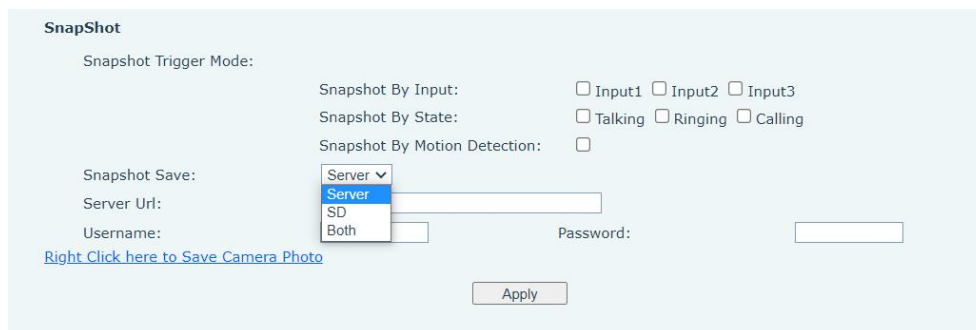 SnapShot
Snapshot Trigger Mode:
Snapshot By Input: Input1 Input2 Input3
Snapshot By State: Talking Ringing Calling
Snapshot By Motion Detection:
Snapshot Save: Server
Server
Server Url:
SD
Username: Both Password:
Right Click here to Save Camera Photo
Apply